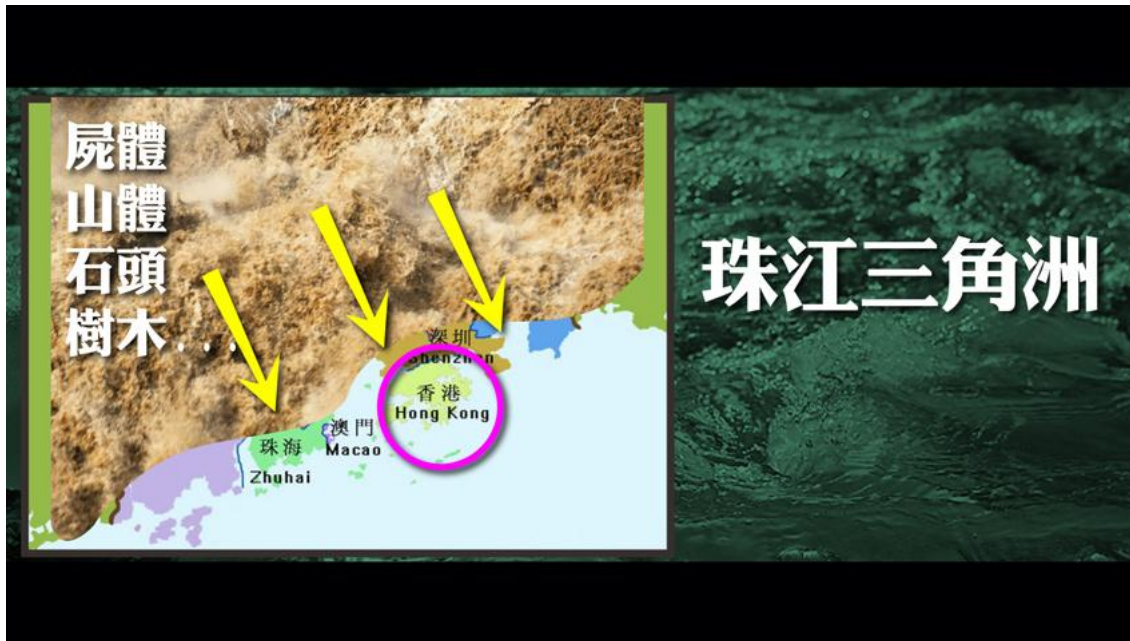 屍體
山體
石頭
樹木...
珠江三角洲
深圳
Shenzhen
香港
Hong Kong
澳門
Macao
珠海
Zhuhai